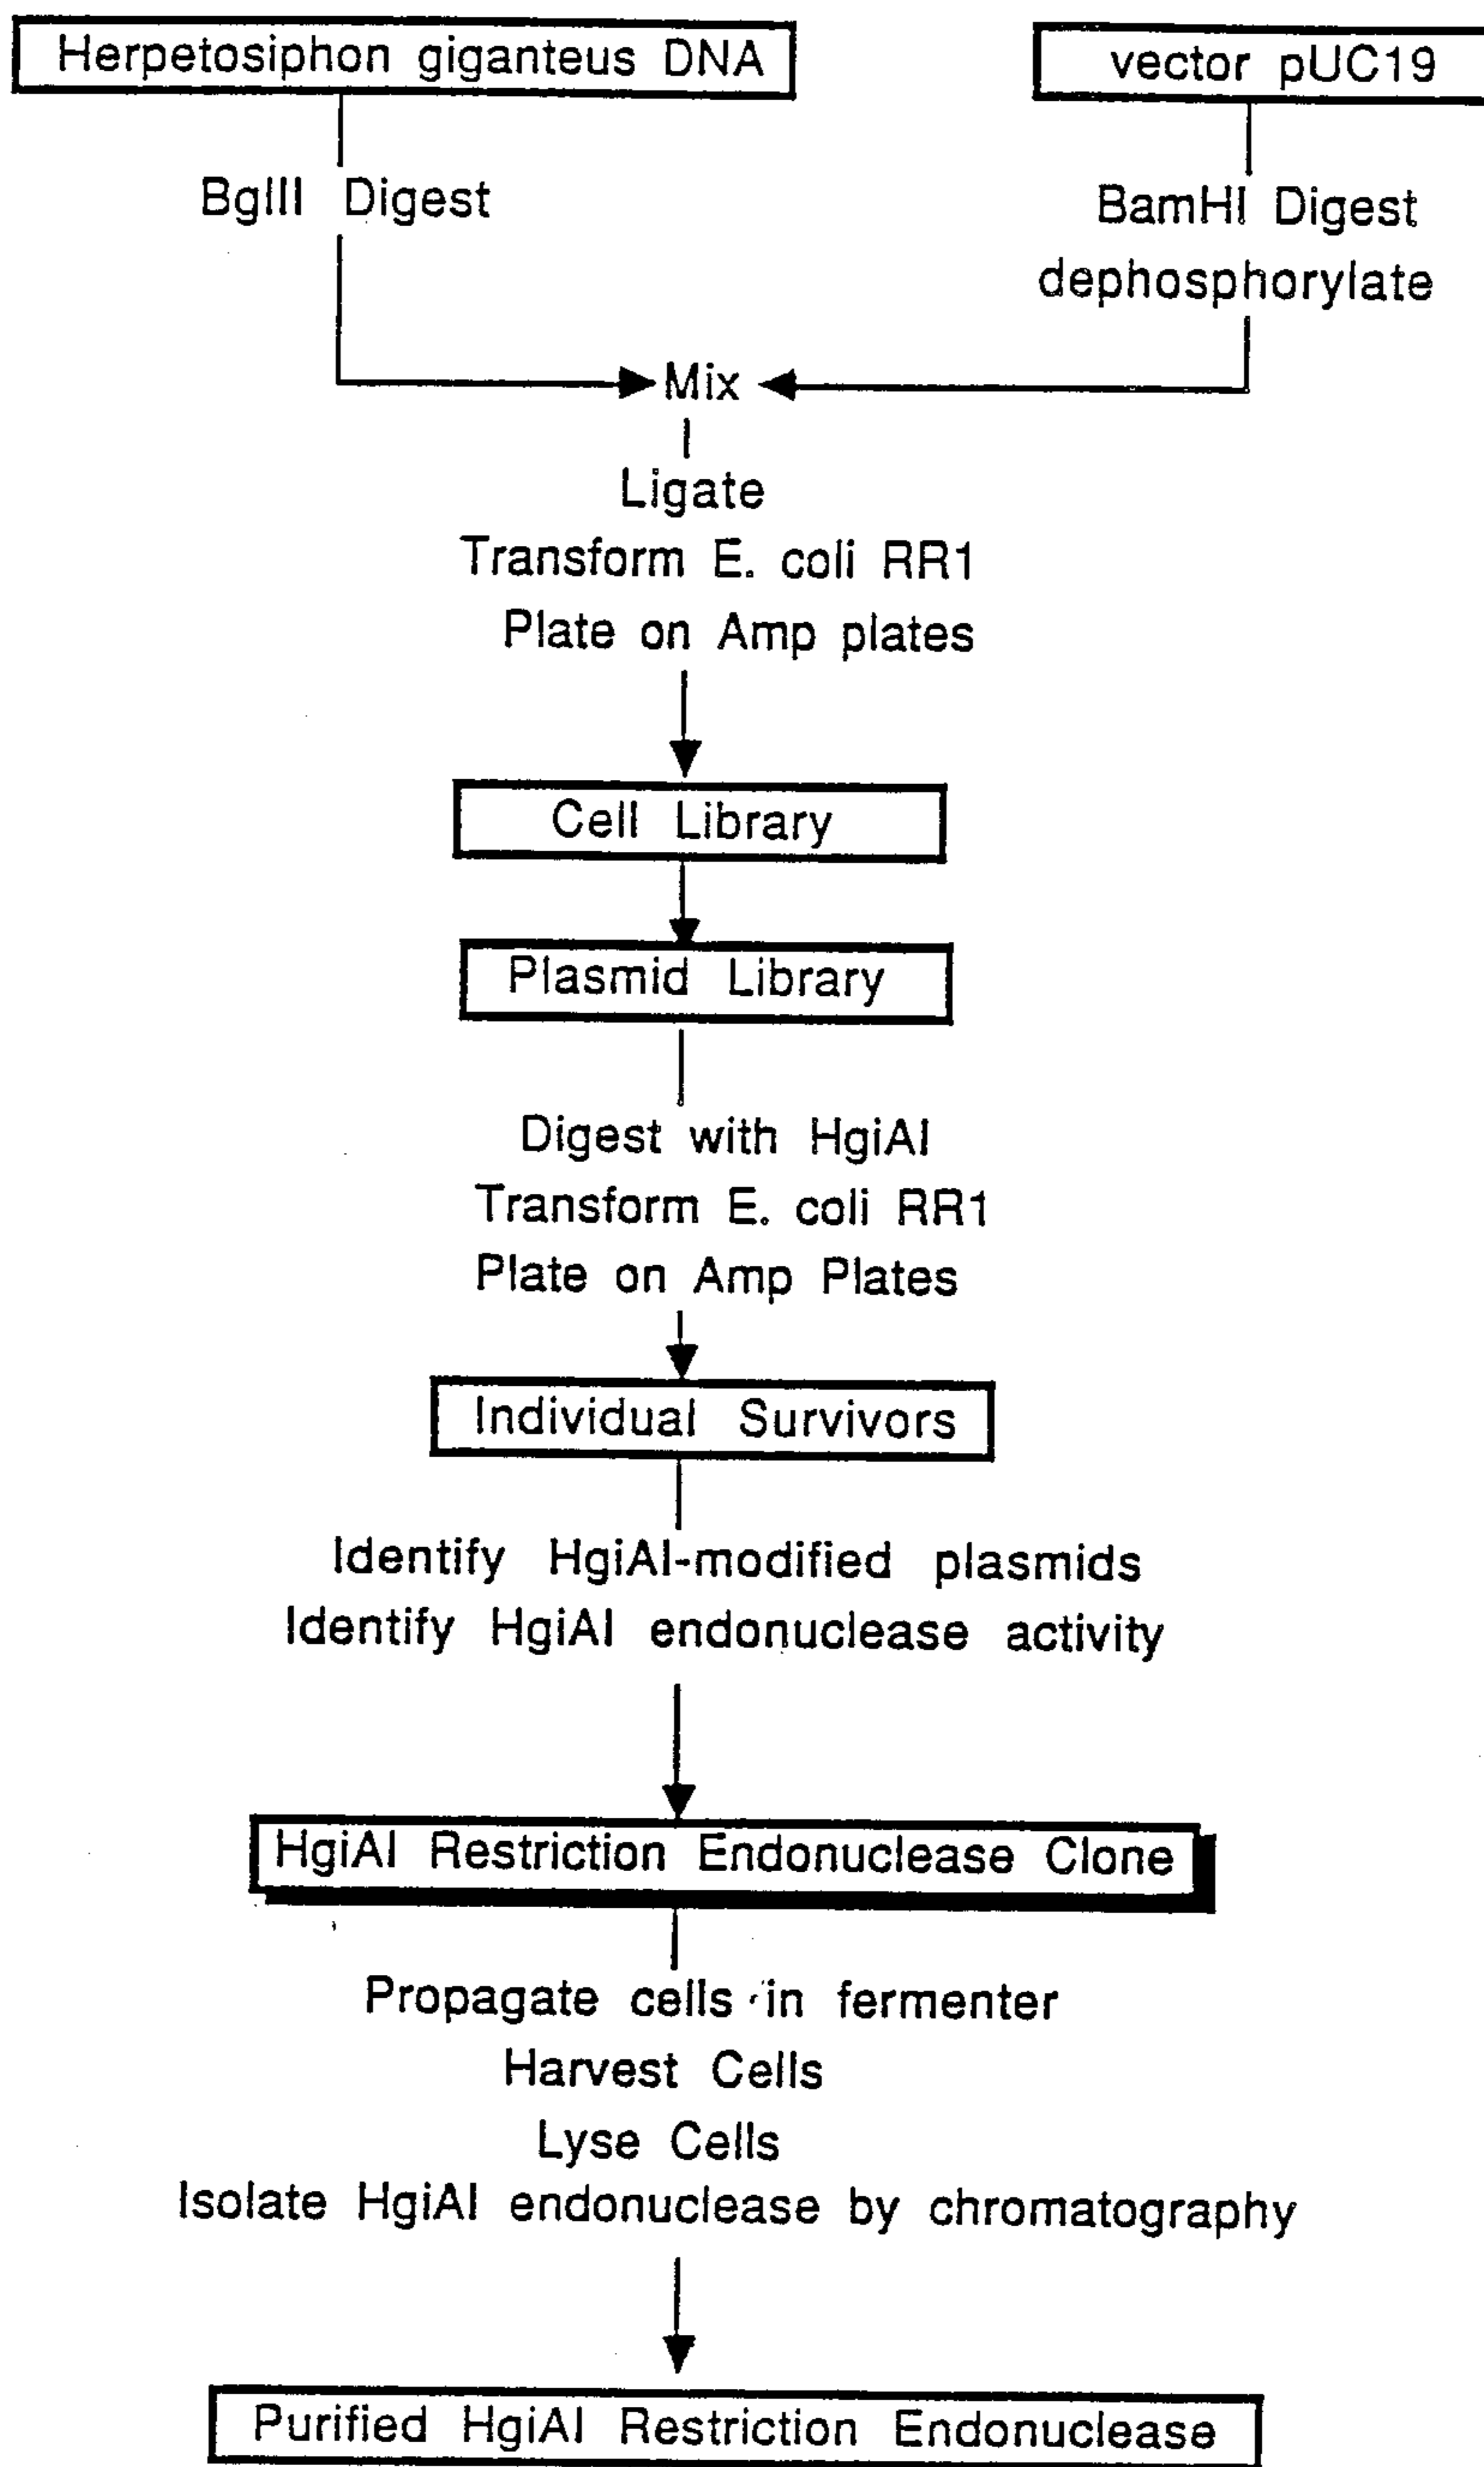 Herpetosiphon giganteus DNA
vector pUC19
BglII Digest
BamHI Digest
dephosphorylate
Mix
Ligate
Transform E. coli RR1
Plate on Amp plates
Cell Library
Plasmid Library
Digest with HgiAI
Transform E. coli RR1
Plate on Amp Plates
Individual Survivors
Identify HgiAI-modified plasmids
Identify HgiAI endonuclease activity
HgiAI Restriction Endonuclease Clone
Propagate cells in fermenter
Harvest Cells
Lyse Cells
Isolate HgiAI endonuclease by chromatography
Purified HgiAI Restriction Endonuclease